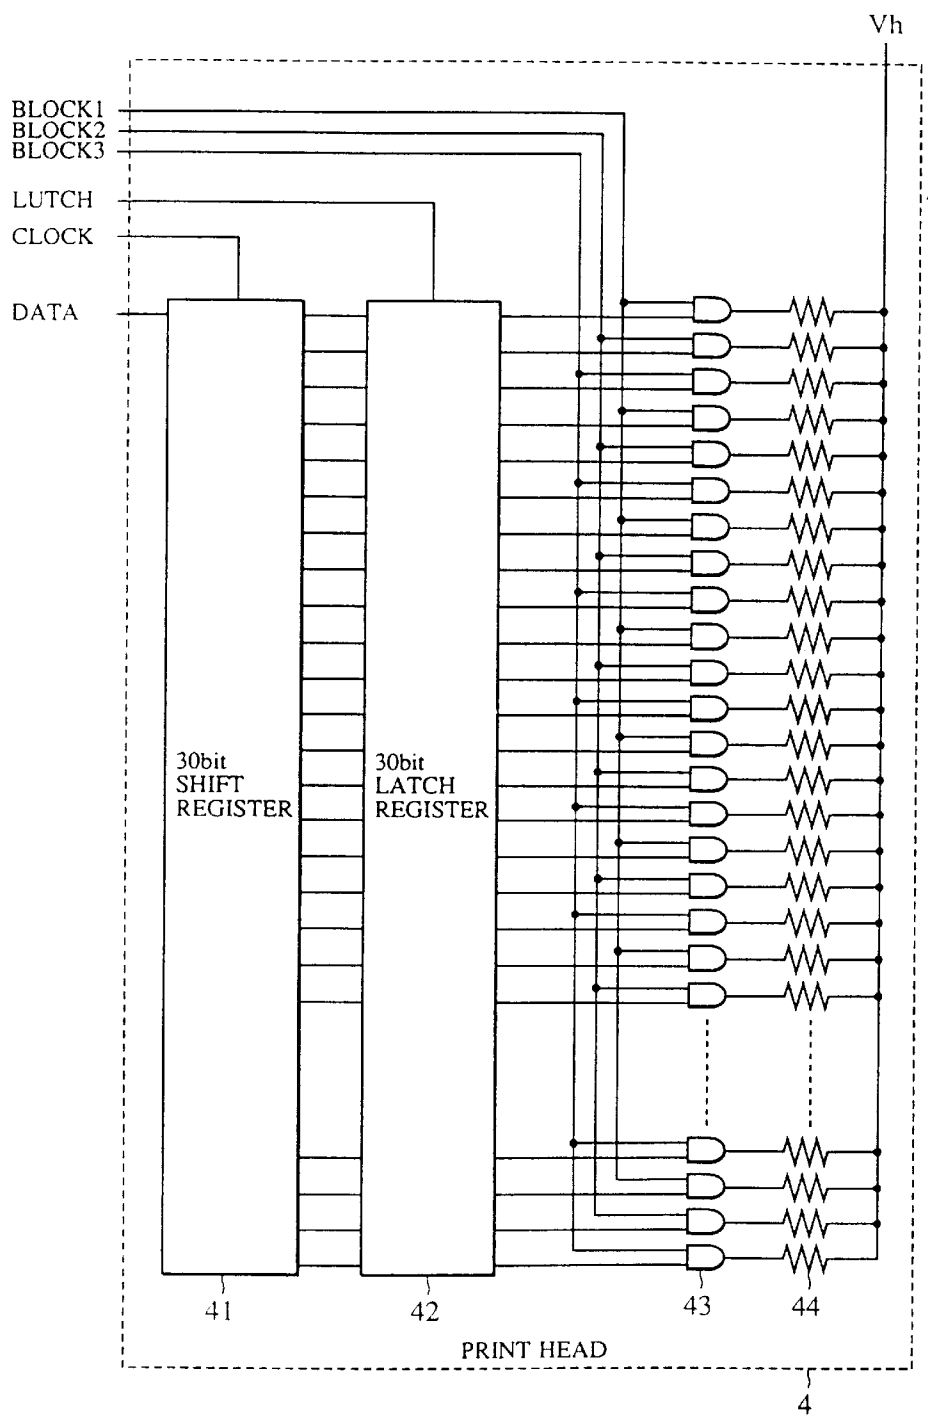 Vh
BLOCK1
BLOCK2
BLOCK3
LUTCH
CLOCK
DATA
30bit
SHIFT
REGISTER
30bit
LATCH
REGISTER
41
42
43
44
PRINT HEAD
4